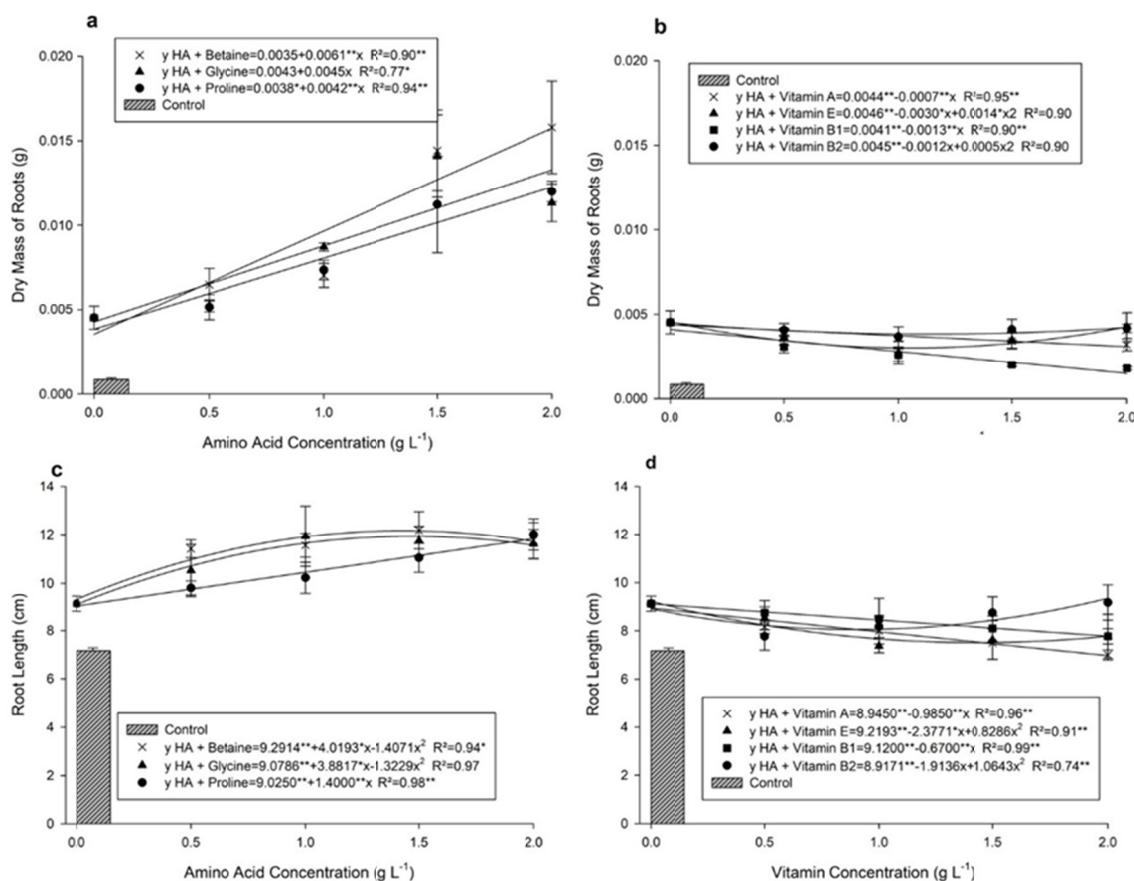 a
y HA + Betaine=0.0035+0.0061**x R²=0.90**
y HA + Glycine=0.0043+0.0045x R²=0.77*
y HA + Proline=0.0038*+0.0042**x R²=0.94**
Control
0.020
0.015
0.010
0.005
0.000
Dry Mass of Roots (g)
0.0 0.5 1.0 1.5 2.0
Amino Acid Concentration (g L⁻¹)
b
Control
y HA + Vitamin A=0.0044**-0.0007**x R²=0.95**
y HA + Vitamin E=0.0046**-0.0030*x+0.0014*x2 R²=0.90
y HA + Vitamin B1=0.0041**-0.0013**x R²=0.90**
y HA + Vitamin B2=0.0045**-0.0012x+0.0005x2 R²=0.90
0.020
0.015
0.010
0.005
0.000
Dry Mass of Roots (g)
0.0 0.5 1.0 1.5 2.0
c
14
12
10
8
6
4
2
0
Root Length (cm)
Control
y HA + Betaine=9.2914**+4.0193*x-1.4071x² R²=0.94*
y HA + Glycine=9.0786**+3.8817*x-1.3229x² R²=0.97
y HA + Proline=9.0250**+1.4000**x R²=0.98**
0.0 0.5 1.0 1.5 2.0
Amino Acid Concentration (g L⁻¹)
d
14
12
10
8
6
4
2
0
Root Length (cm)
y HA + Vitamin A=8.9450**-0.9850**x R²=0.96**
y HA + Vitamin E=9.2193**-2.3771*x+0.8286x² R²=0.91**
y HA + Vitamin B1=9.1200**-0.6700**x R²=0.99**
y HA + Vitamin B2=8.9171**-1.9136x+1.0643x² R²=0.74**
Control
0.0 0.5 1.0 1.5 2.0
Vitamin Concentration (g L⁻¹)